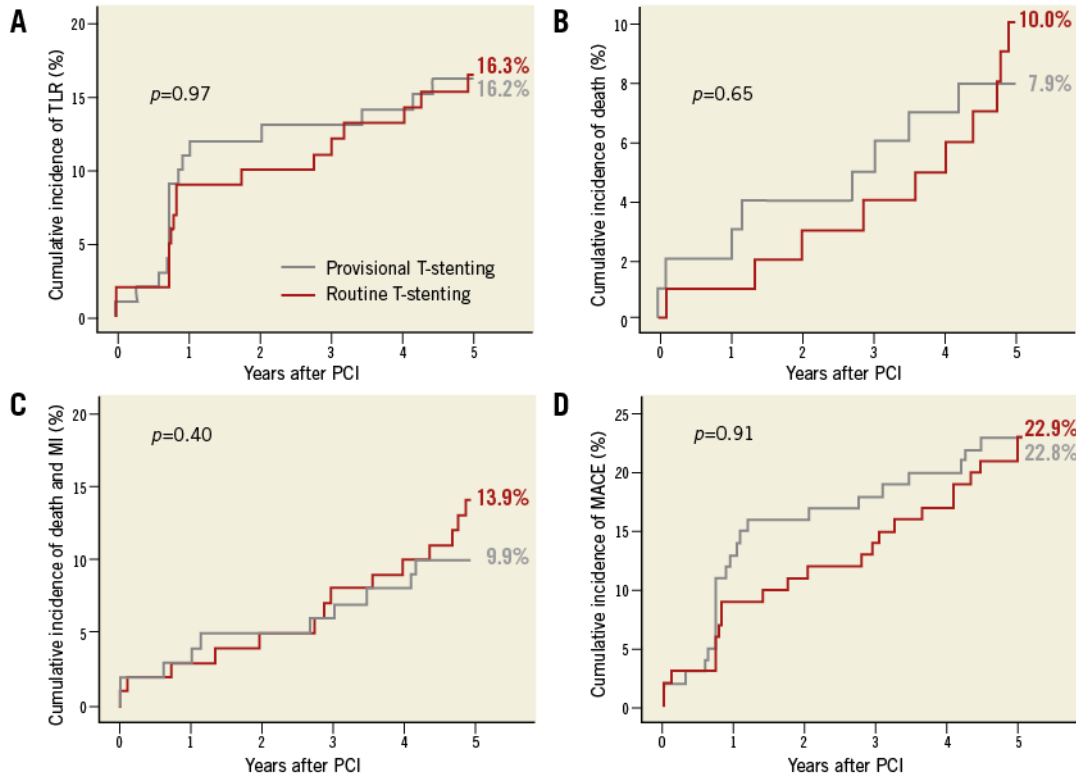 A
Cumulative incidence of TLR (%)
20
15
10
5
0
p=0.97
16.3%
16.2%
Provisional T-stenting
Routine T-stenting
0 1 2 3 4 5
Years after PCI
B
Cumulative incidence of death (%)
10
8
6
4
2
0
p=0.65
10.0%
7.9%
0 1 2 3 4 5
Years after PCI
C
Cumulative incidence of death and MI (%)
20
15
10
5
0
p=0.40
13.9%
9.9%
0 1 2 3 4 5
Years after PCI
D
Cumulative incidence of MACE (%)
25
20
15
10
5
0
p=0.91
22.9%
22.8%
0 1 2 3 4 5
Years after PCI